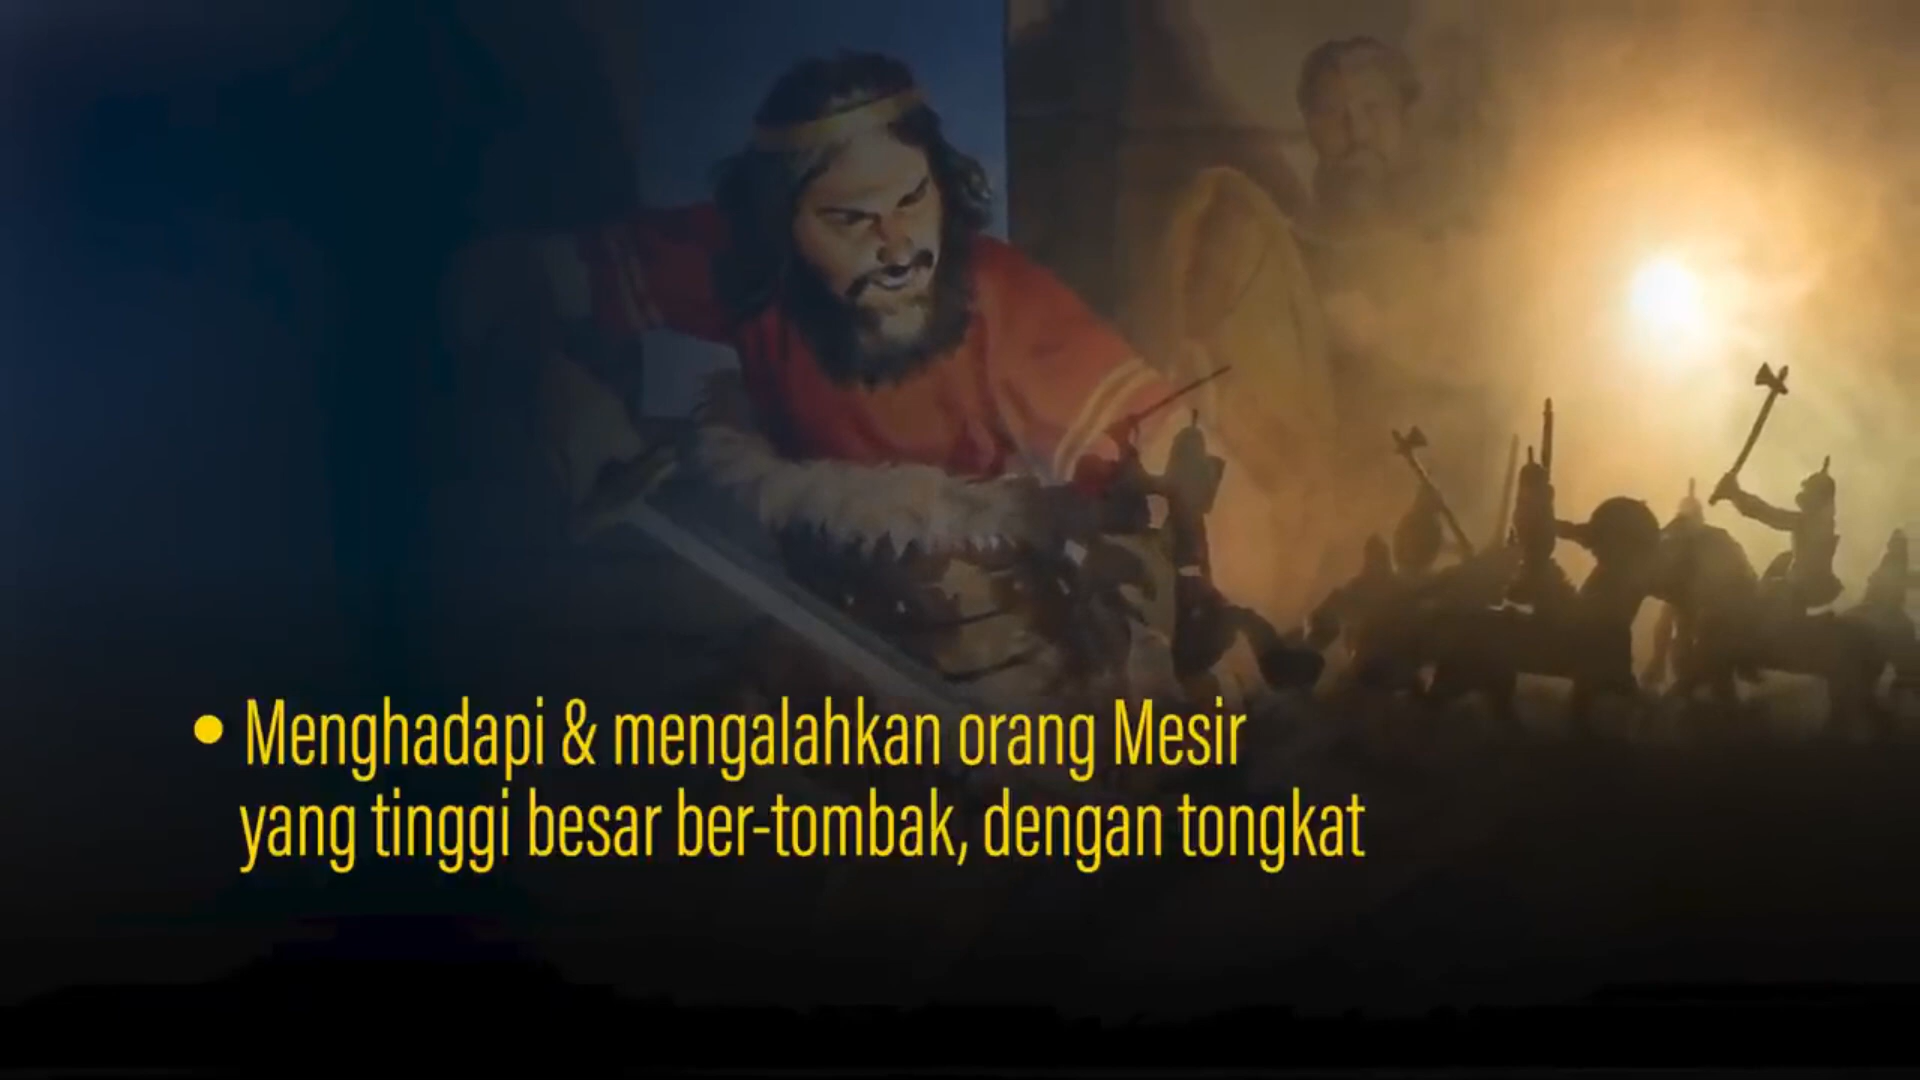 • Menghadapi & mengalahkan orang Mesir
yang tinggi besar ber-tombak, dengan tongkat